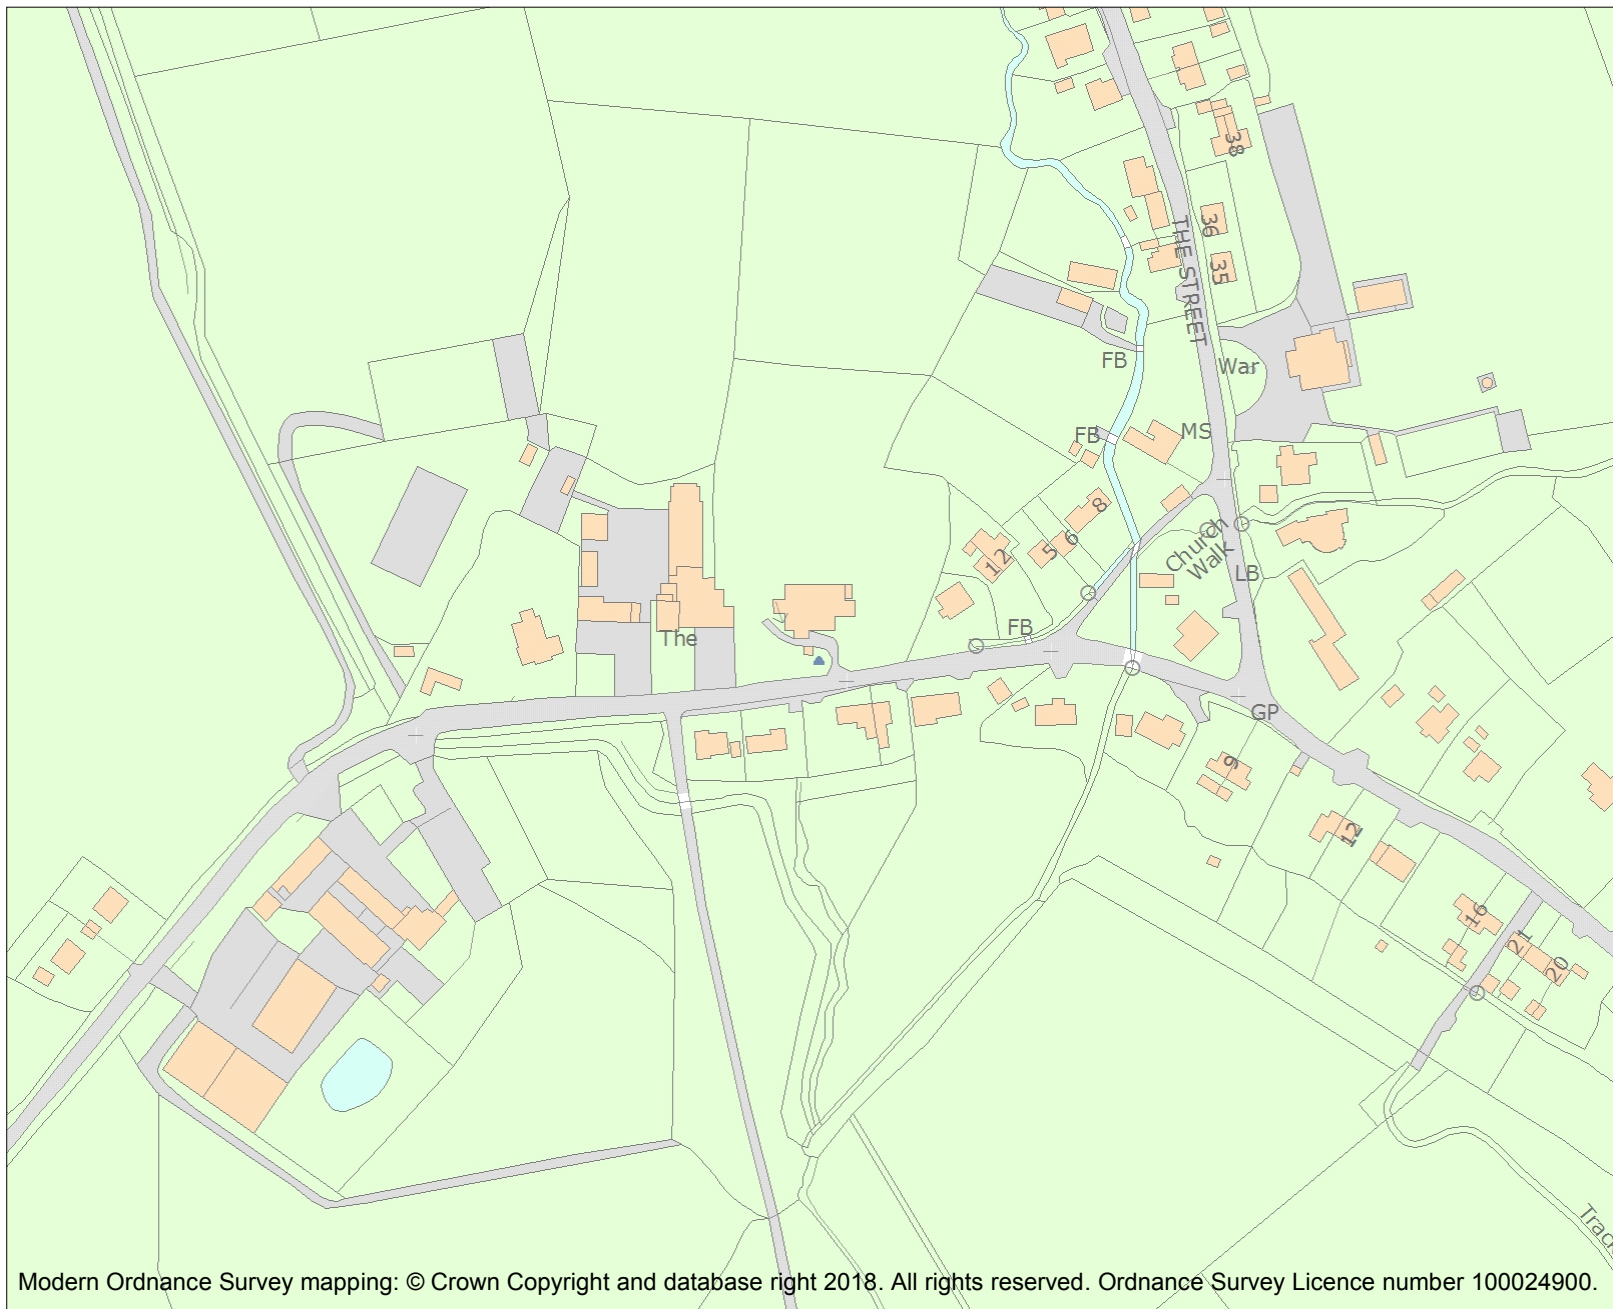 38
36
35
THE STREET
FB
War
FB
MS
8
6
5
12
Church
Walk
LB
FB
The
GP
9
12
16
21
20
Modern Ordnance Survey mapping: © Crown Copyright and database right 2018. All rights reserved. Ordnance Survey Licence number 100024900.